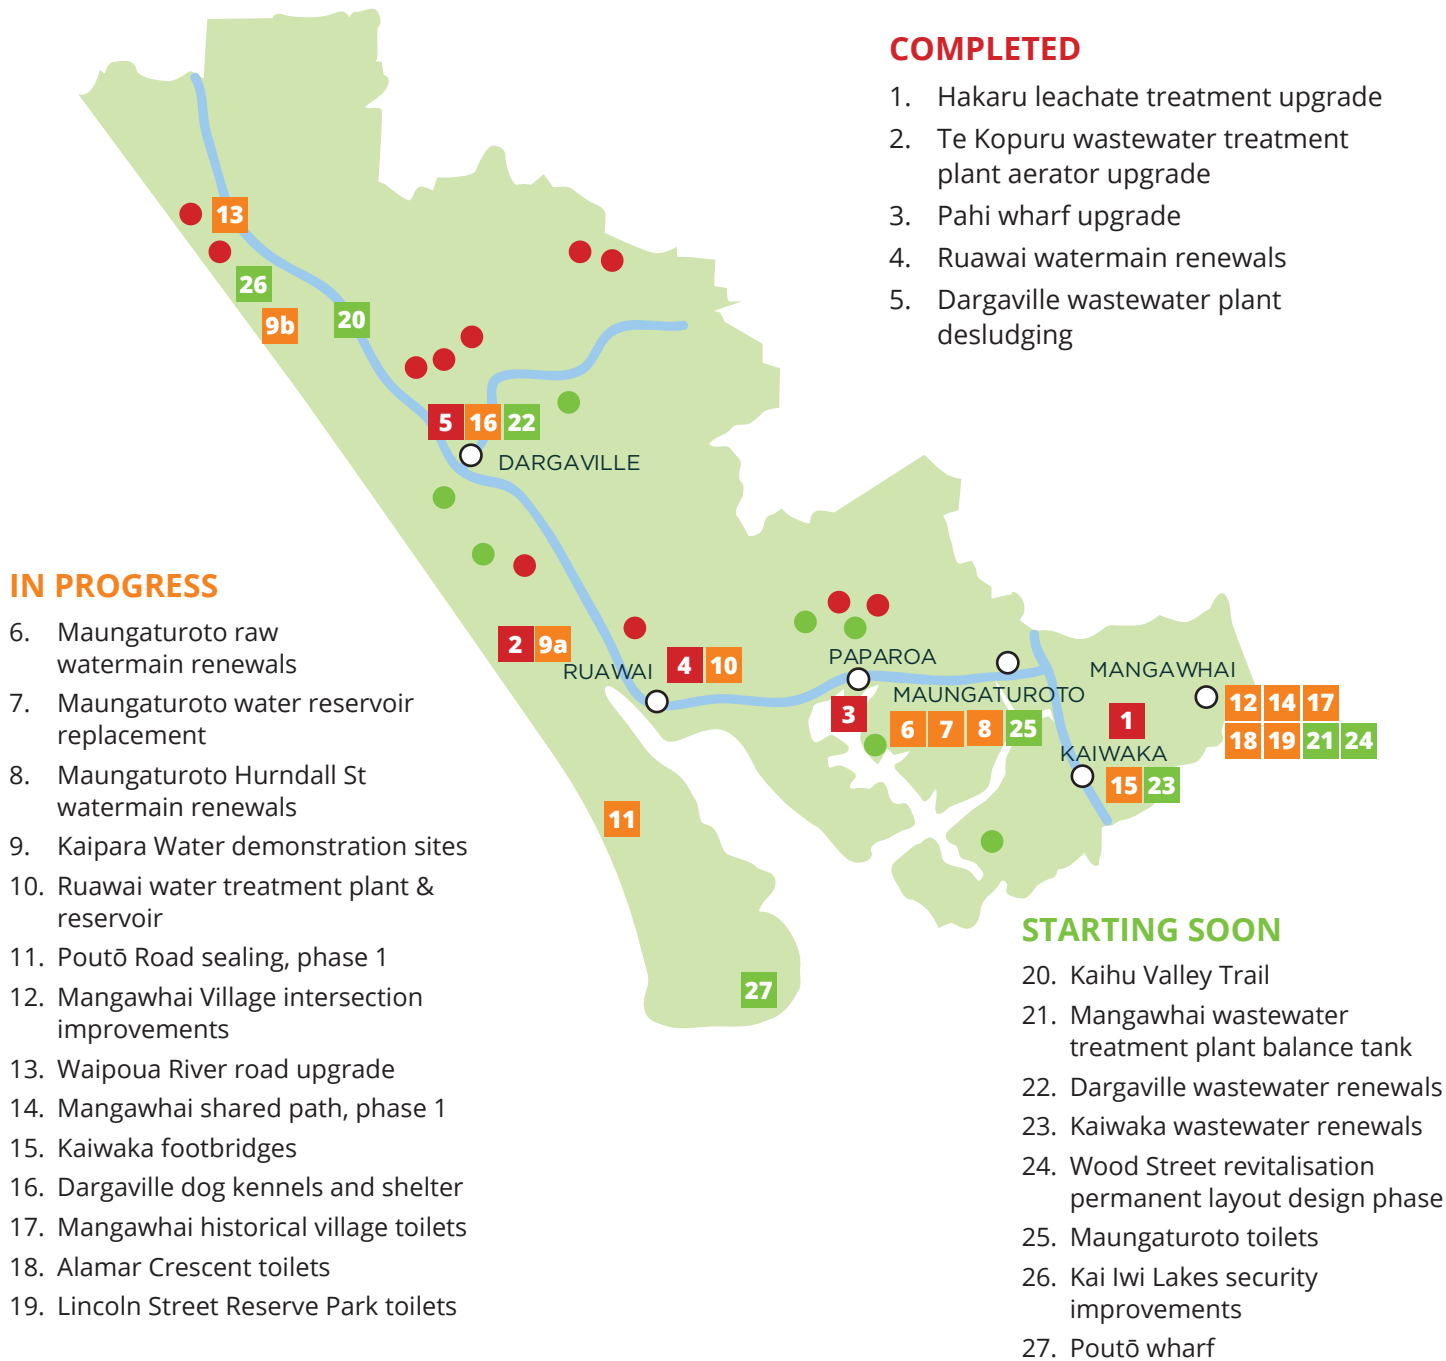 COMPLETED
1. Hakaru leachate treatment upgrade
2. Te Kopuru wastewater treatment
plant aerator upgrade
3. Pahi wharf upgrade
4. Ruawai watermain renewals
5. Dargaville wastewater plant
desludging
13
26
9b
20
5 16 22
DARGAVILLE
2 9a
RUAWAI
4 10
PAPAROA
3
MAUNGATUROTO
6 7 8 25
MANGAWHAI
1
12 14 17
18 19 21 24
KAIWAKA
15 23
11
27
IN PROGRESS
6. Maungaturoto raw
watermain renewals
7. Maungaturoto water reservoir
replacement
8. Maungaturoto Hurndall St
watermain renewals
9. Kaipara Water demonstration sites
10. Ruawai water treatment plant &
reservoir
11. Poutō Road sealing, phase 1
12. Mangawhai Village intersection
improvements
13. Waipoua River road upgrade
14. Mangawhai shared path, phase 1
15. Kaiwaka footbridges
16. Dargaville dog kennels and shelter
17. Mangawhai historical village toilets
18. Alamar Crescent toilets
19. Lincoln Street Reserve Park toilets
STARTING SOON
20. Kaihu Valley Trail
21. Mangawhai wastewater
treatment plant balance tank
22. Dargaville wastewater renewals
23. Kaiwaka wastewater renewals
24. Wood Street revitalisation
permanent layout design phase
25. Maungaturoto toilets
26. Kai Iwi Lakes security
improvements
27. Poutō wharf